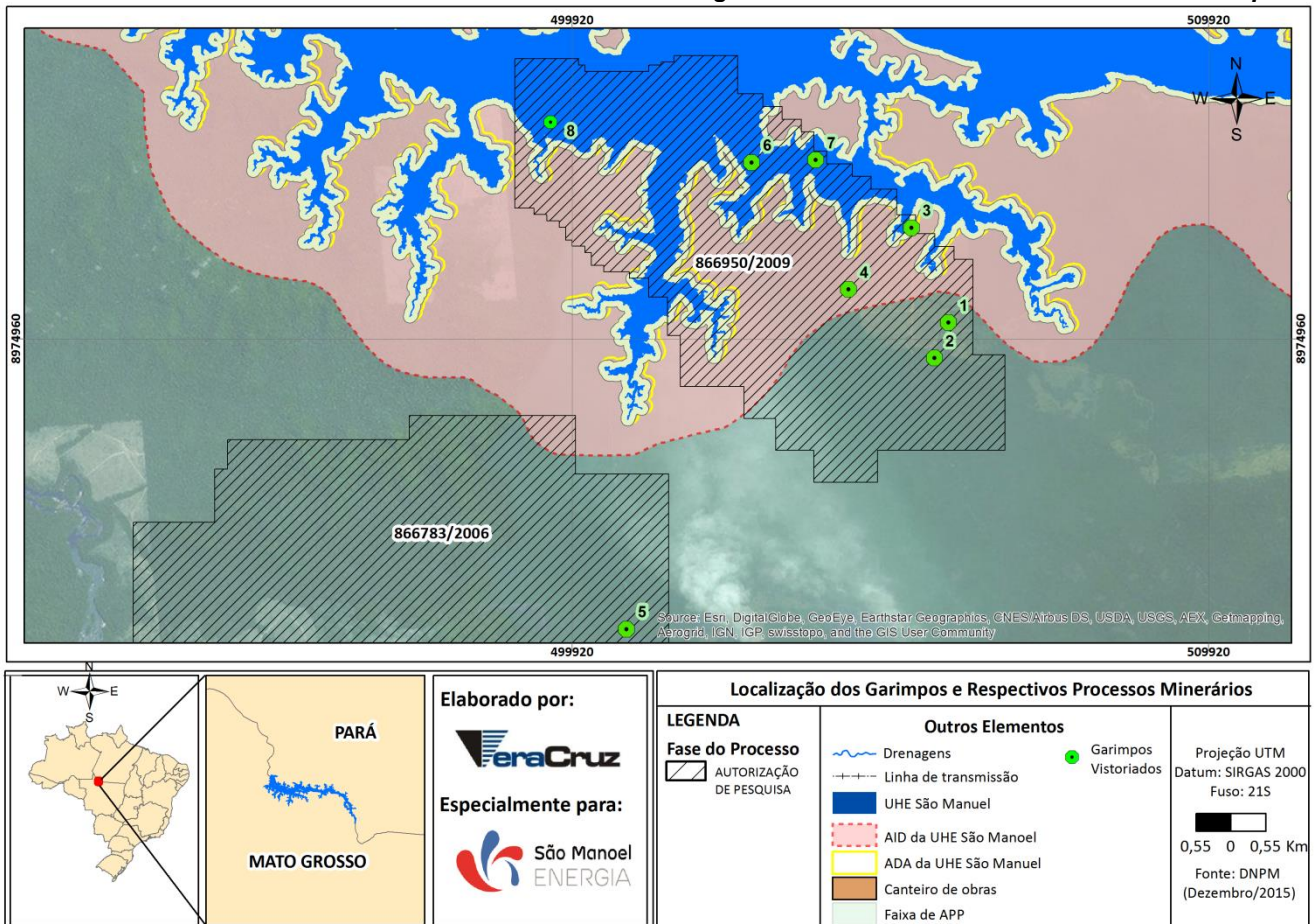 499920 509920
N
W E
S
8
6
7
3
866950/2009
4
1
2
8974960 8974960
866783/2006
5
Source: Esri, DigitalGlobe, GeoEye, Earthstar Geographics, CNES/Airbus DS, USDA, USGS, AEX, Getmapping,
Aerogrid, IGN, IGP, swisstopo, and the GIS User Community
499920 509920
N
W E
S
PARÁ
MATO GROSSO
Elaborado por:
VeraCruz
Especialmente para:
São Manoel
ENERGIA
Localização dos Garimpos e Respectivos Processos Minerários
LEGENDA
Fase do Processo
AUTORIZAÇÃO
DE PESQUISA
Outros Elementos
Drenagens
Linha de transmissão
UHE São Manuel
AID da UHE São Manoel
ADA da UHE São Manuel
Canteiro de obras
Faixa de APP
Garimpos
Vistoriados
Projeção UTM
Datum: SIRGAS 2000
Fuso: 21S
0,55 0 0,55 Km
Fonte: DNPM
(Dezembro/2015)